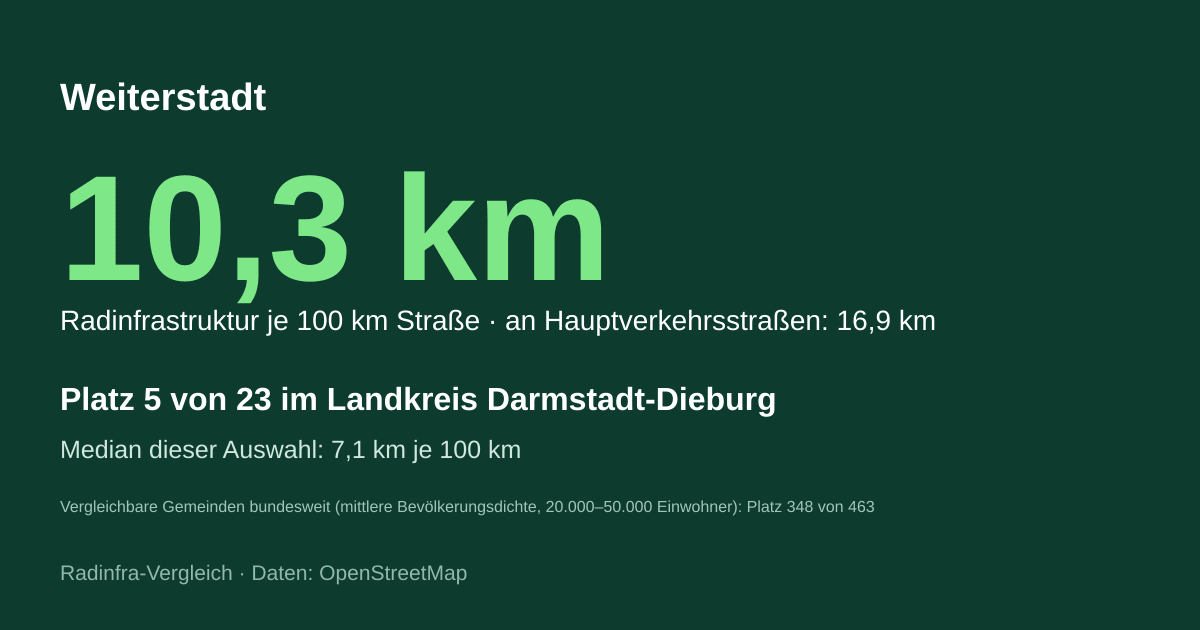 Weiterstadt
10,3 km
Radinfrastruktur je 100 km Straße · an Hauptverkehrsstraßen: 16,9 km
Platz 5 von 23 im Landkreis Darmstadt-Dieburg
Median dieser Auswahl: 7,1 km je 100 km
Vergleichbare Gemeinden bundesweit (mittlere Bevölkerungsdichte, 20.000–50.000 Einwohner): Platz 348 von 463
Radinfra-Vergleich · Daten: OpenStreetMap